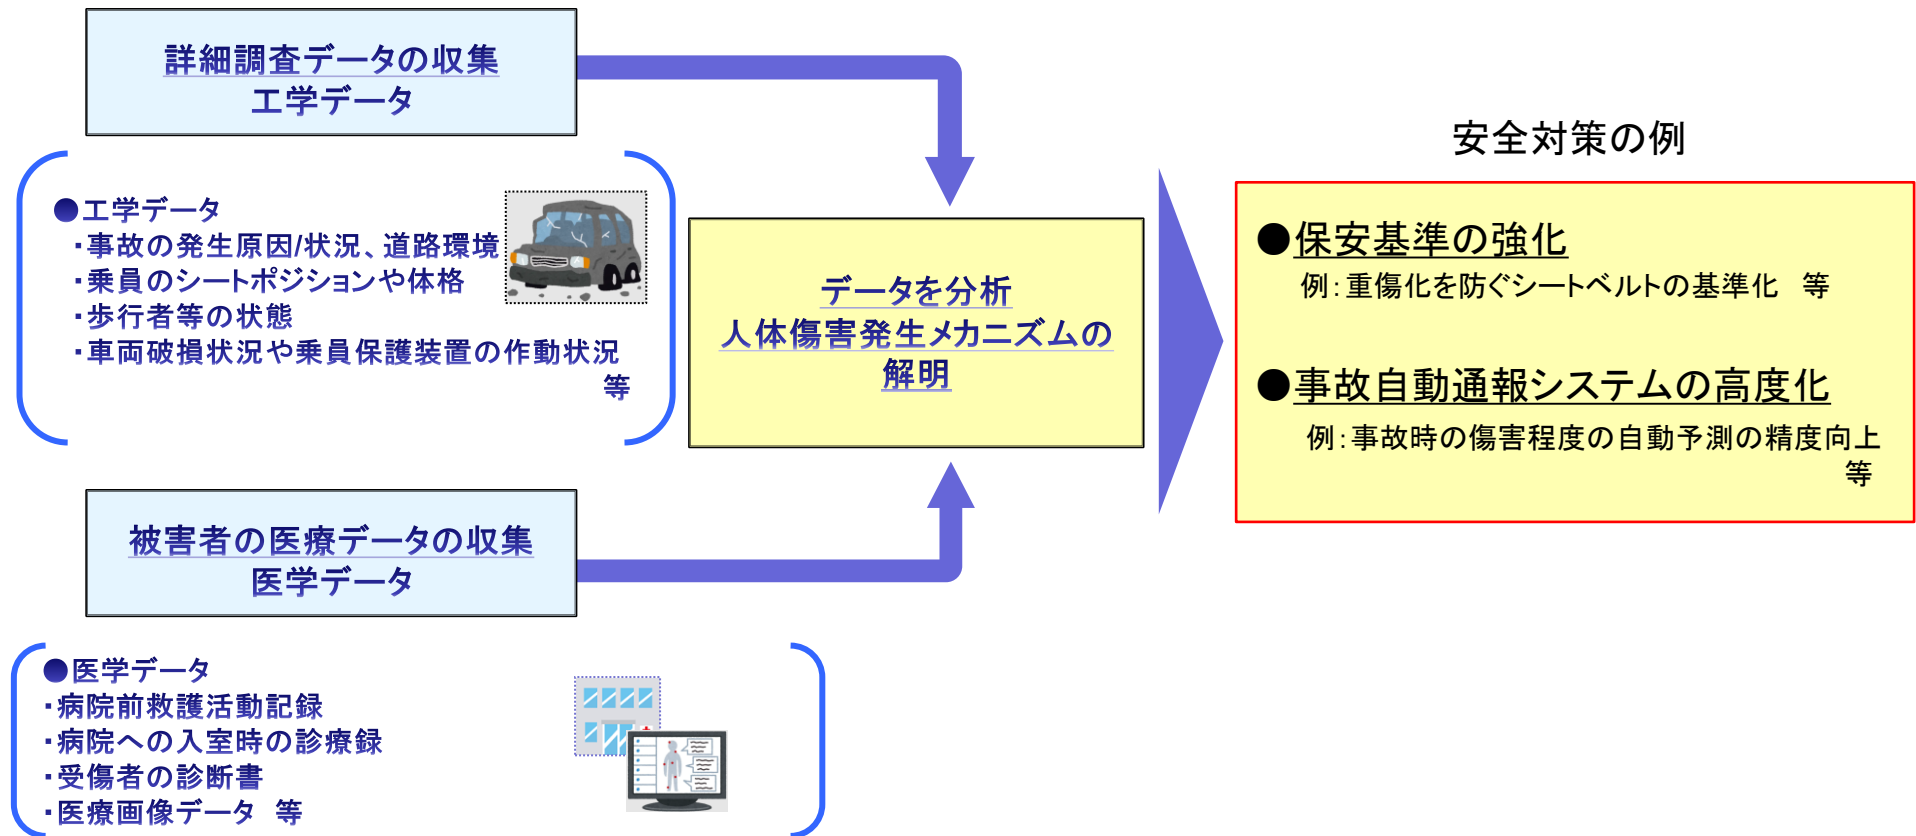 詳細調査データの収集
工学データ
●工学データ
・事故の発生原因/状況、道路環境
・乗員のシートポジションや体格
・歩行者等の状態
・車両破損状況や乗員保護装置の作動状況
等
被害者の医療データの収集
医学データ
●医学データ
・病院前救護活動記録
・病院への入室時の診療録
・受傷者の診断書
・医療画像データ　等
データを分析
人体傷害発生メカニズムの
解明
安全対策の例
●保安基準の強化
例：重傷化を防ぐシートベルトの基準化　等
●事故自動通報システムの高度化
例：事故時の傷害程度の自動予測の精度向上
等